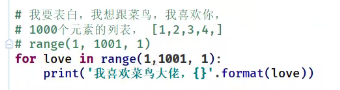 # 我要表白，我想跟菜鸟，我喜欢你，
# 1000个元素的列表， [1,2,3,4,]
# range(1, 1001, 1)
for love in range(1,1001, 1):
    print('我喜欢菜鸟大佬，{}'.format(love))